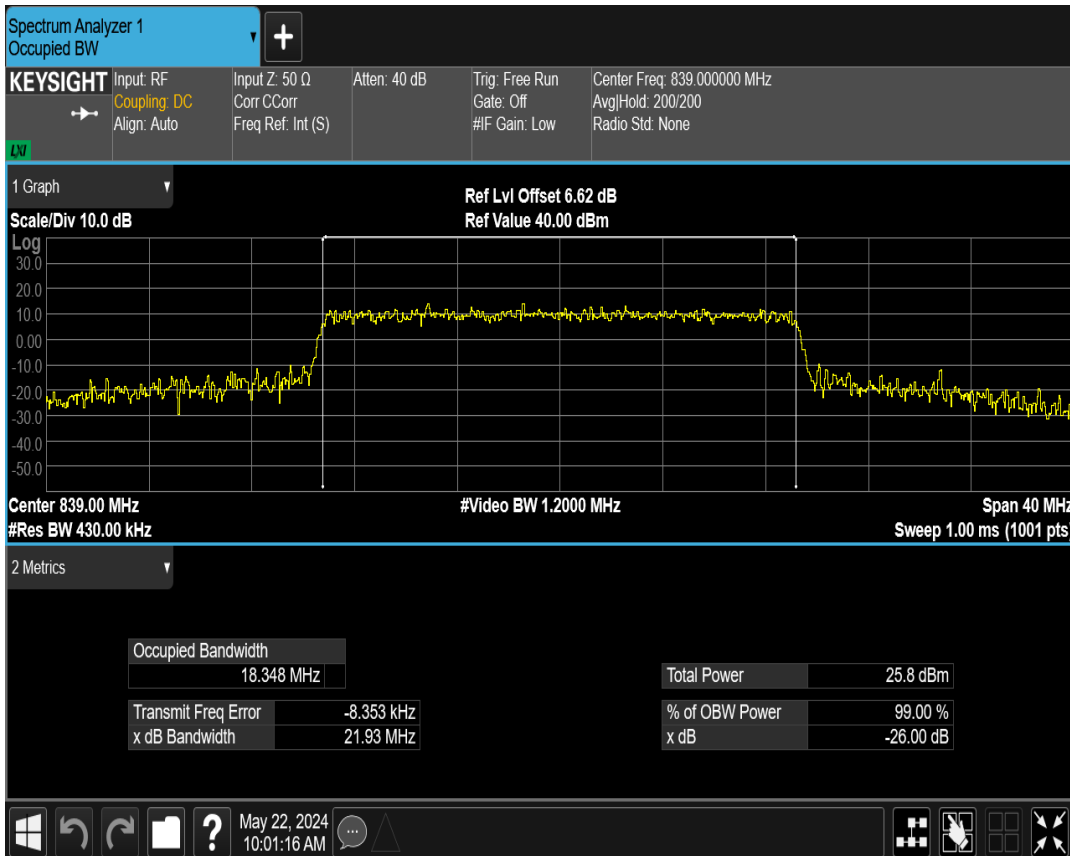 Spectrum Analyzer 1
Occupied BW
+
KEYSIGHT
LXI
Input: RF
Coupling: DC
Align: Auto
Input Z: 50 Ω
Corr CCorr
Freq Ref: Int (S)
Atten: 40 dB
Trig: Free Run
Gate: Off
#IF Gain: Low
Center Freq: 839.000000 MHz
Avg|Hold: 200/200
Radio Std: None
1 Graph
Scale/Div 10.0 dB
Ref Lvl Offset 6.62 dB
Ref Value 40.00 dBm
Log
30.0
20.0
10.0
0.00
-10.0
-20.0
-30.0
-40.0
-50.0
Center 839.00 MHz
#Video BW 1.2000 MHz
Span 40 MHz
#Res BW 430.00 kHz
Sweep 1.00 ms (1001 pts)
2 Metrics
Occupied Bandwidth
18.348 MHz
Total Power 25.8 dBm
Transmit Freq Error -8.353 kHz
% of OBW Power 99.00 %
x dB Bandwidth 21.93 MHz
x dB -26.00 dB
?
May 22, 2024
10:01:16 AM